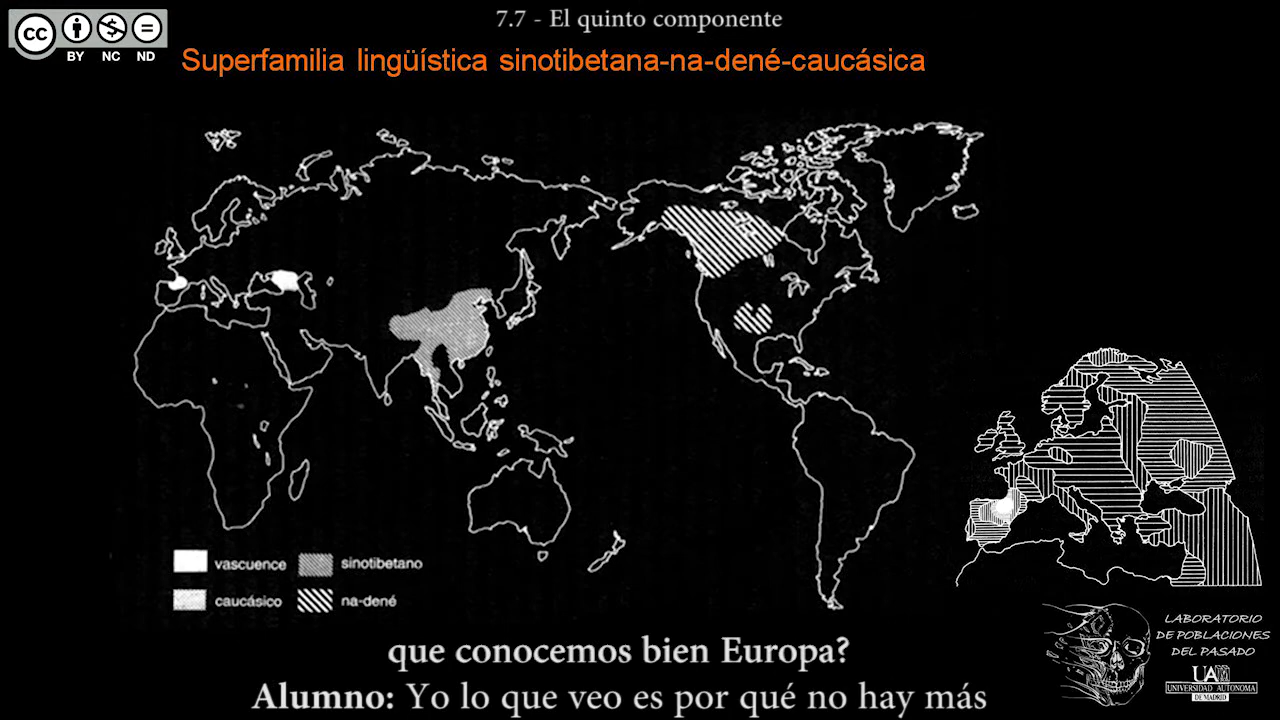 7.7 - El quinto componente
cc
BY NC ND
Superfamilia lingüística sinotibetana-na-dené-caucásica
vascuence
sinotibetano
caucásico
na-dené
LABORATORIO
DE POBLACIONES
DEL PASADO
UAM
UNIVERSIDAD AUTONOMA
DE MADRID
que conocemos bien Europa?
Alumno: Yo lo que veo es por qué no hay más